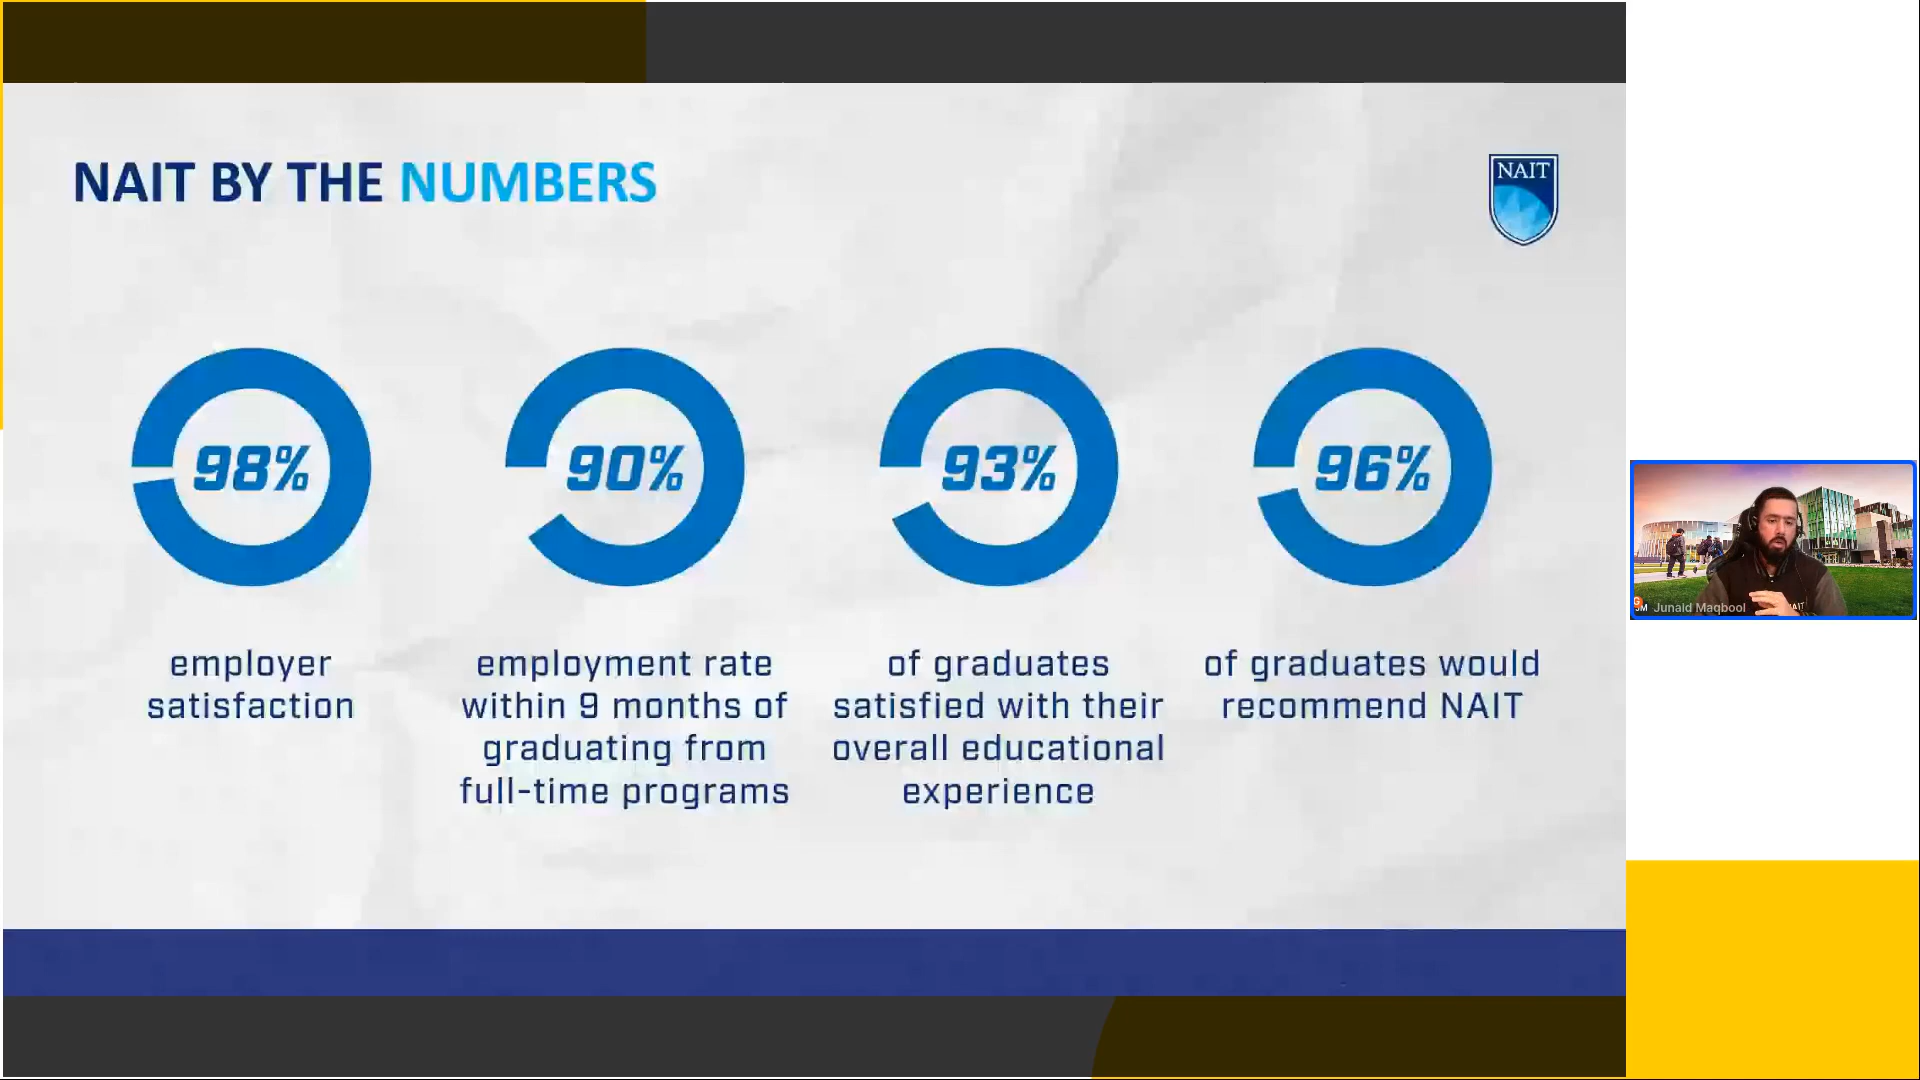 NAIT BY THE NUMBERS
NAIT
98%
employer
satisfaction
90%
employment rate
within 9 months of
graduating from
full-time programs
93%
of graduates
satisfied with their
overall educational
experience
96%
of graduates would
recommend NAIT
Junaid Maqbool
NAIT